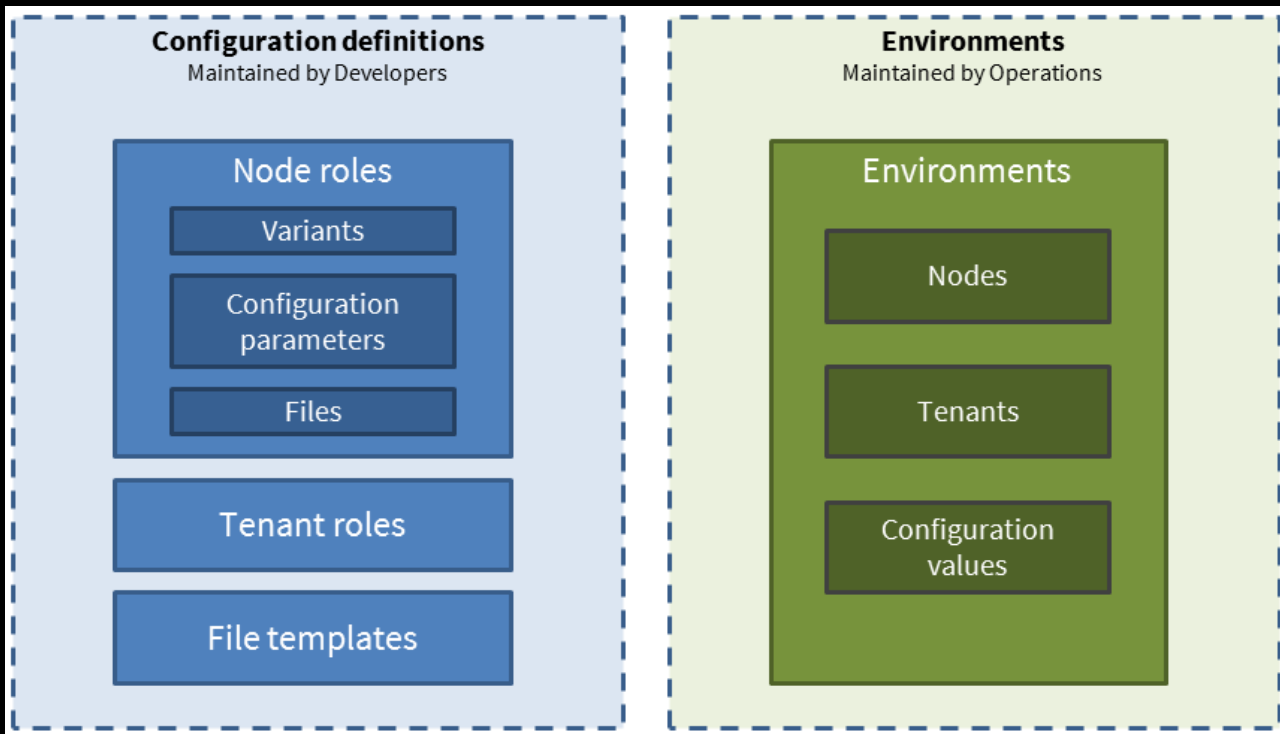 Configuration definitions
Maintained by Developers
Node roles
Variants
Configuration
parameters
Files
Tenant roles
File templates
Environments
Maintained by Operations
Environments
Nodes
Tenants
Configuration
values